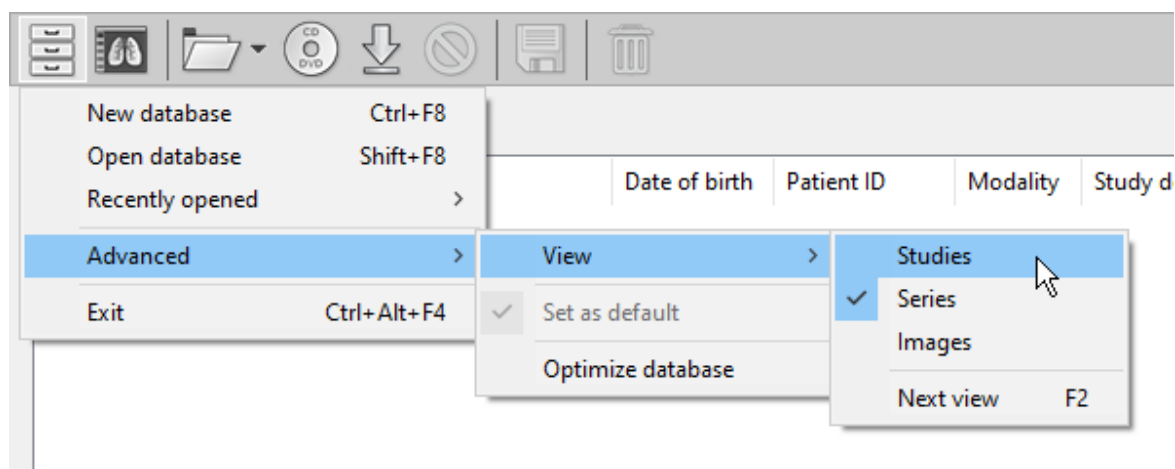 CD
DVD
New database Ctrl+F8
Open database Shift+F8
Recently opened
Date of birth Patient ID Modality Study d
Advanced
View
Studies
Exit Ctrl+Alt+F4
Set as default
Series
Images
Optimize database
Next view F2